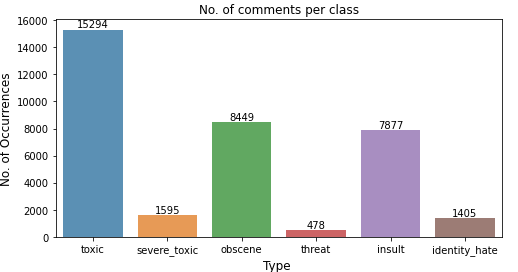 No. of comments per class
No. of Occurrences
16000
14000
12000
10000
8000
6000
4000
2000
0
15294
1595
8449
478
7877
1405
toxic
severe_toxic
obscene
threat
insult
identity_hate
Type